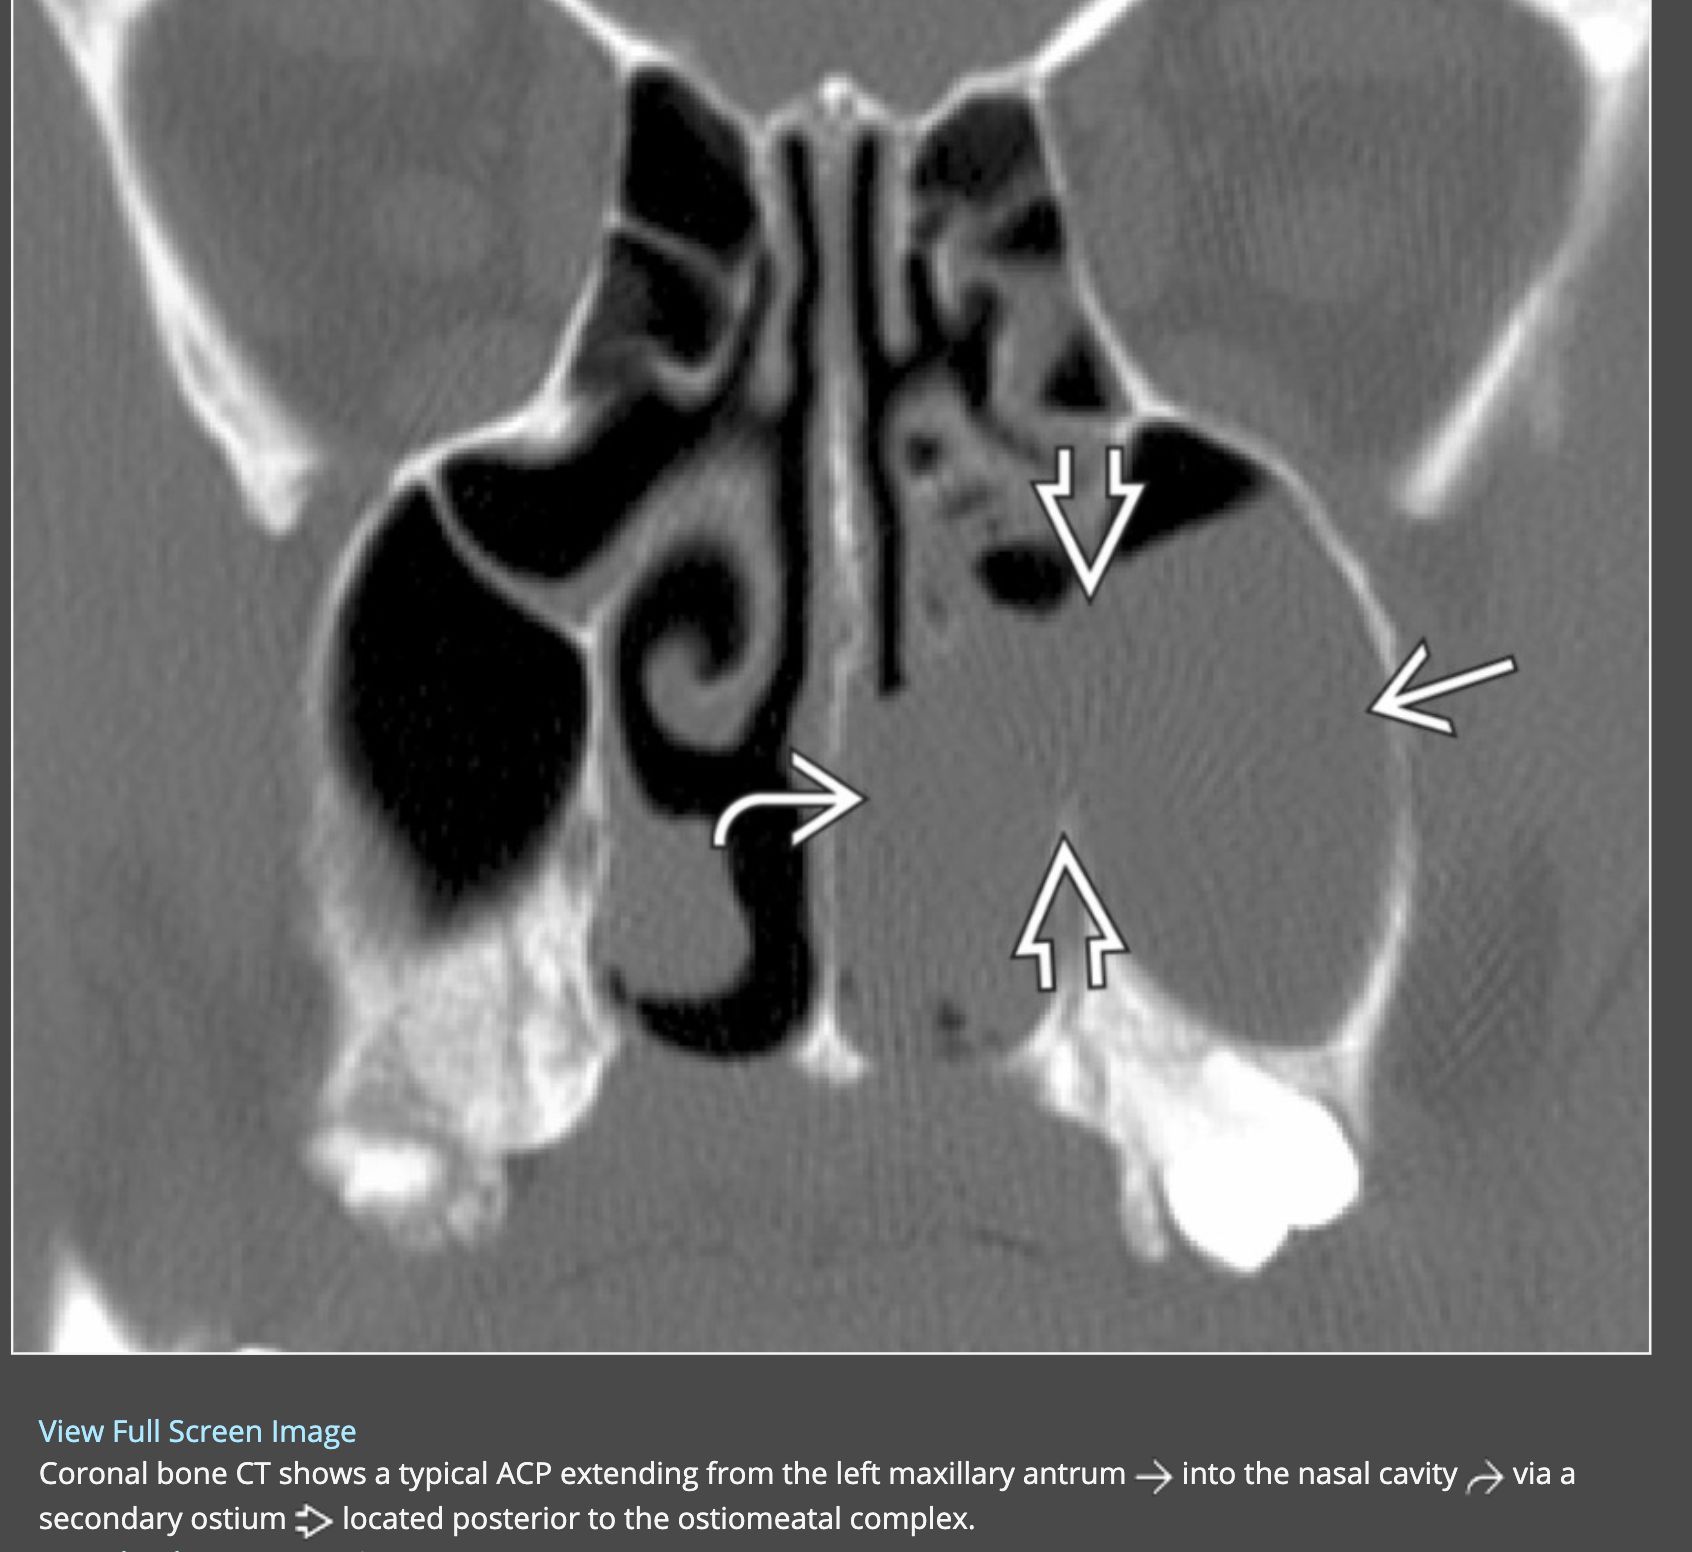 View Full Screen Image
Coronal bone CT shows a typical ACP extending from the left maxillary antrum → into the nasal cavity ↷ via a
secondary ostium ⇨ located posterior to the ostiomeatal complex.